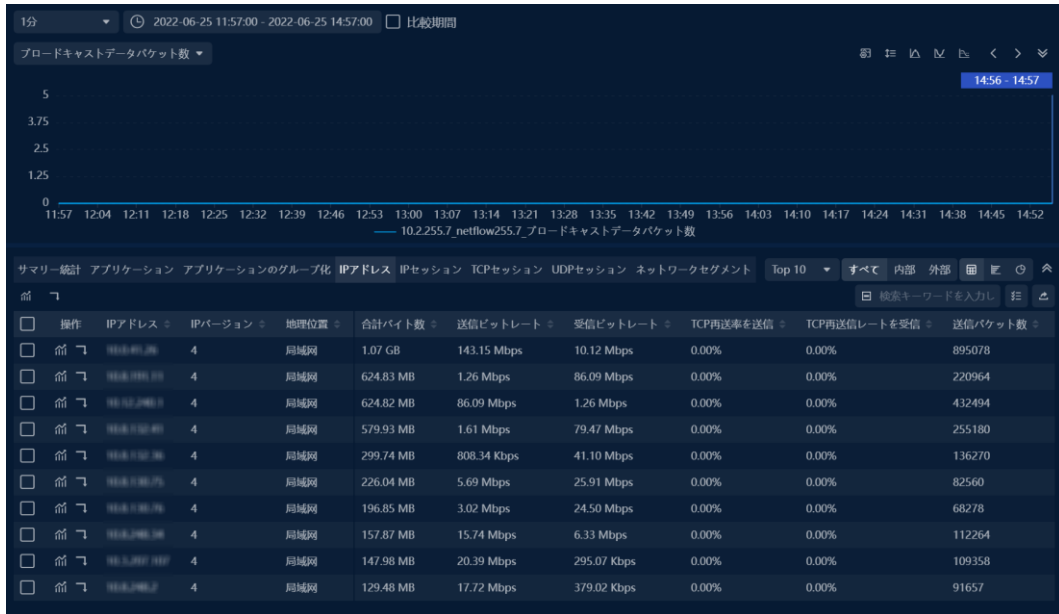 1分 2022-06-25 11:57:00 - 2022-06-25 14:57:00 比較期間
ブロードキャストデータパケット数
14:56 - 14:57
5
3.75
2.5
1.25
0
11:57 12:04 12:11 12:18 12:25 12:32 12:39 12:46 12:53 13:00 13:07 13:14 13:21 13:28 13:35 13:42 13:49 13:56 14:03 14:10 14:17 14:24 14:31 14:38 14:45 14:52
10.2.255.7_netflow255.7_ブロードキャストデータパケット数
サマリー統計 アプリケーション アプリケーションのグループ化 IPアドレス IPセッション TCPセッション UDPセッション ネットワークセグメント Top 10 すべて 内部 外部
検索キーワードを入力し
操作 IPアドレス IPバージョン 地理位置 合計バイト数 送信ビットレート 受信ビットレート TCP再送率を送信 TCP再送信レートを受信 送信パケット数
4 局域网 1.07 GB 143.15 Mbps 10.12 Mbps 0.00% 0.00% 895078
4 局域网 624.83 MB 1.26 Mbps 86.09 Mbps 0.00% 0.00% 220964
4 局域网 624.82 MB 86.09 Mbps 1.26 Mbps 0.00% 0.00% 432494
4 局域网 579.93 MB 1.61 Mbps 79.47 Mbps 0.00% 0.00% 255180
4 局域网 299.74 MB 808.34 Kbps 41.10 Mbps 0.00% 0.00% 136270
4 局域网 226.04 MB 5.69 Mbps 25.91 Mbps 0.00% 0.00% 82560
4 局域网 196.85 MB 3.02 Mbps 24.50 Mbps 0.00% 0.00% 68278
4 局域网 157.87 MB 15.74 Mbps 6.33 Mbps 0.00% 0.00% 112264
4 局域网 147.98 MB 20.39 Mbps 295.07 Kbps 0.00% 0.00% 109358
4 局域网 129.48 MB 17.72 Mbps 379.02 Kbps 0.00% 0.00% 91657